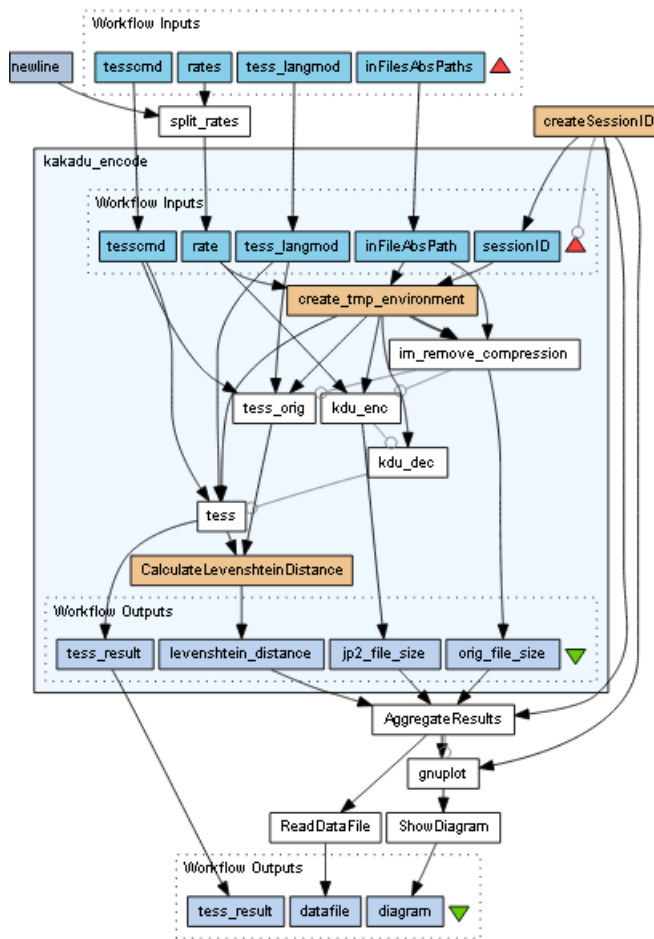 Workflow Inputs
newline
tesscmd
rates
tess_langmod
inFilesAbsPaths
split_rates
createSessionID
kakadu_encode
Workflow Inputs
tesscmd
rate
tess_langmod
inFileAbsPath
sessionID
create_tmp_environment
im_remove_compression
tess_orig
kdu_enc
kdu_dec
tess
CalculateLevenshteinDistance
Workflow Outputs
tess_result
levenshtein_distance
jp2_file_size
orig_file_size
AggregateResults
gnuplot
ReadDataFile
ShowDiagram
Workflow Outputs
tess_result
datafile
diagram